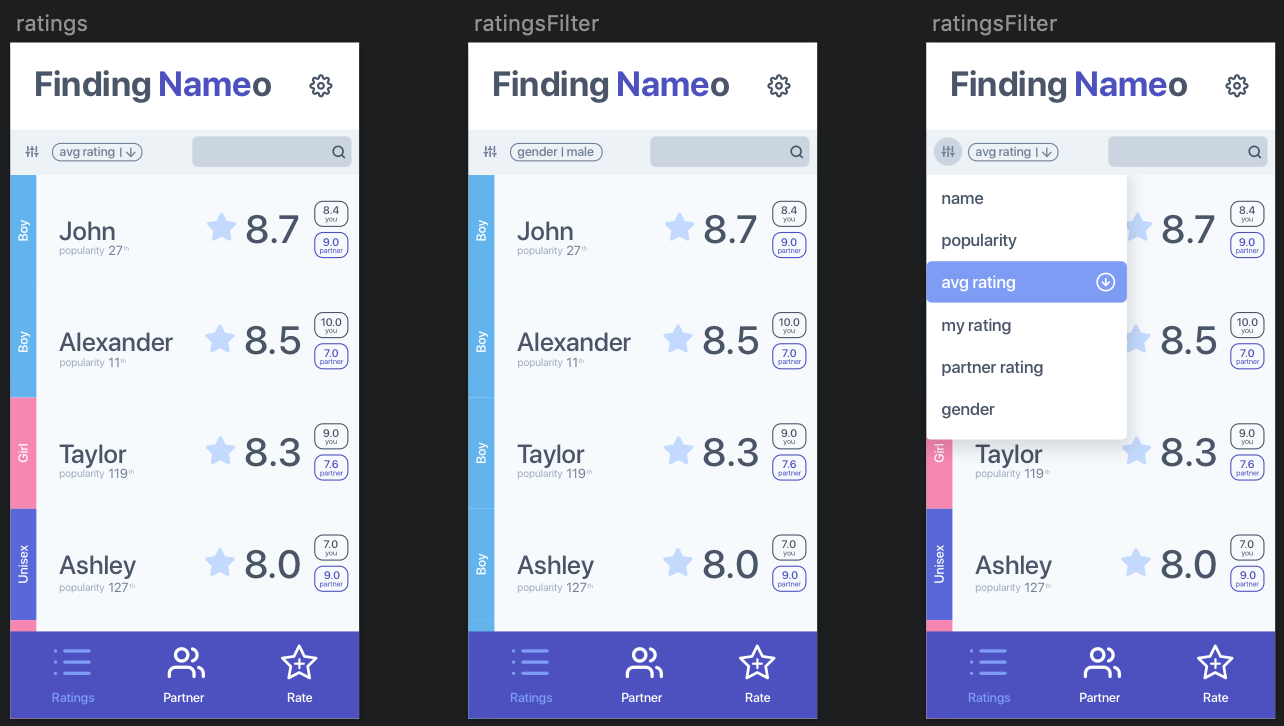 ratings
Finding Nameo
avg rating | ↓
Boy
John
popularity 27th
8.7
8.4
you
9.0
partner
Boy
Alexander
popularity 11th
8.5
10.0
you
7.0
partner
Girl
Taylor
popularity 119th
8.3
9.0
you
7.6
partner
Unisex
Ashley
popularity 127th
8.0
7.0
you
9.0
partner
Ratings
Partner
Rate
ratingsFilter
Finding Nameo
gender | male
Boy
John
popularity 27th
8.7
8.4
you
9.0
partner
Boy
Alexander
popularity 11th
8.5
10.0
you
7.0
partner
Boy
Taylor
popularity 119th
8.3
9.0
you
7.6
partner
Boy
Ashley
popularity 127th
8.0
7.0
you
9.0
partner
Ratings
Partner
Rate
ratingsFilter
Finding Nameo
avg rating | ↓
name
popularity
avg rating
my rating
partner rating
gender
8.7
8.4
you
9.0
partner
8.5
10.0
you
7.0
partner
Girl
Taylor
popularity 119th
8.3
9.0
you
7.6
partner
Unisex
Ashley
popularity 127th
8.0
7.0
you
9.0
partner
Ratings
Partner
Rate